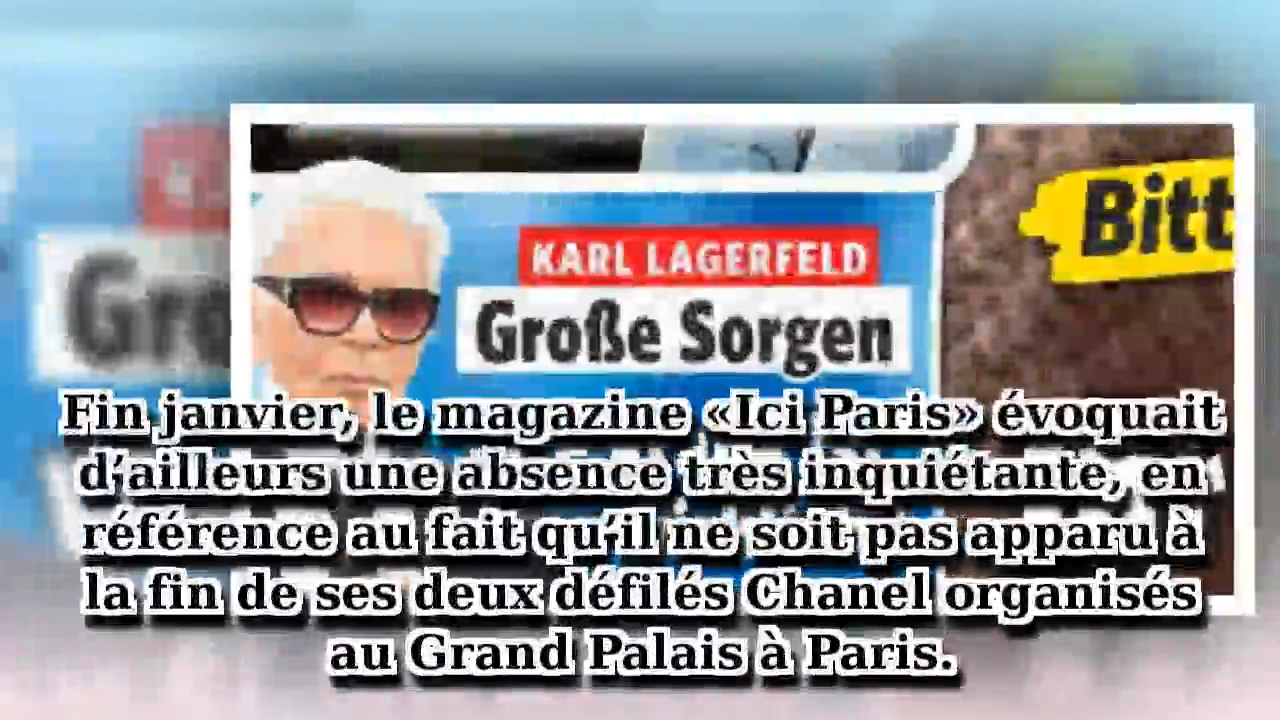 KARL LAGERFELD
Große Sorgen
Bitt
Fin janvier, le magazine «Ici Paris» évoquait
d’ailleurs une absence très inquiétante, en
référence au fait qu’il ne soit pas apparu à
la fin de ses deux défilés Chanel organisés
au Grand Palais à Paris.